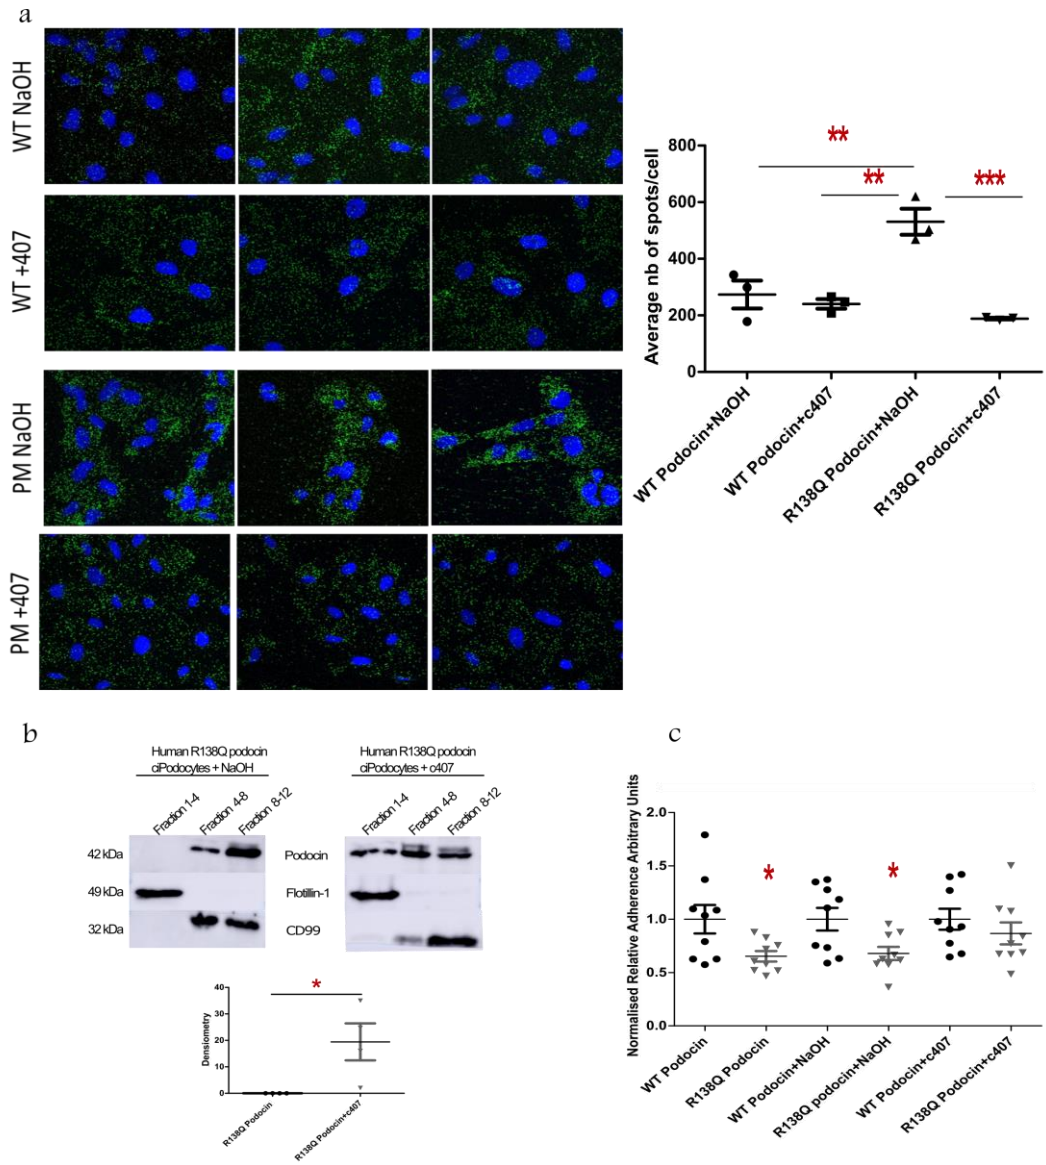 a
WT NaOH
WT +407
PM NaOH
PM +407
Average nb of spots/cell
800
600
400
200
0
**
**
***
WT Podocin+NaOH
WT Podocin+c407
R138Q Podocin+NaOH
R138Q Podocin+c407
b
Human R138Q podocin
ciPodocytes + NaOH
Human R138Q podocin
ciPodocytes + c407
Fraction 1-4
Fraction 4-8
Fraction 8-12
Fraction 1-4
Fraction 4-8
Fraction 8-12
42 kDa
Podocin
49 kDa
Flotillin-1
32 kDa
CD99
Densiometry
40
30
20
10
0
*
R138Q Podocin
R138Q Podocin+c407
c
Normalised Relative Adherence Arbitrary Units
2.0
1.5
1.0
0.5
0.0
*
*
WT Podocin
R138Q Podocin
WT Podocin+NaOH
R138Q podocin+NaOH
WT Podocin+c407
R138Q Podocin+c407